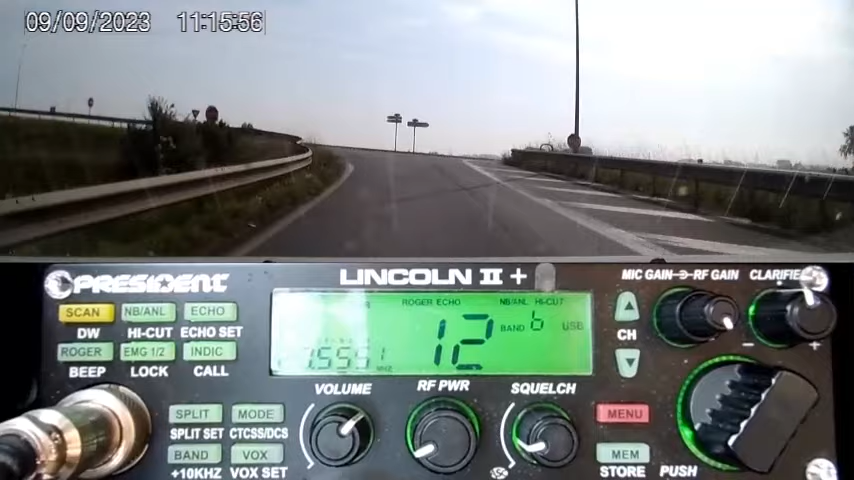 09/09/2023 11:15:56
PRESIDENT LINCOLN II +
MIC GAIN RF GAIN CLARIFIER
SCAN NB/ANL ECHO
DW HI-CUT ECHO SET
ROGER EMG 1/2 INDIC
BEEP LOCK CALL
ROGER ECHO NB/ANL HI-CUT
12 BAND b USB
MHZ
CH
VOLUME RF PWR SQUELCH
SPLIT MODE
SPLIT SET CTCSS/DCS
BAND VOX
+10KHZ VOX SET
MENU
MEM
STORE PUSH
- +